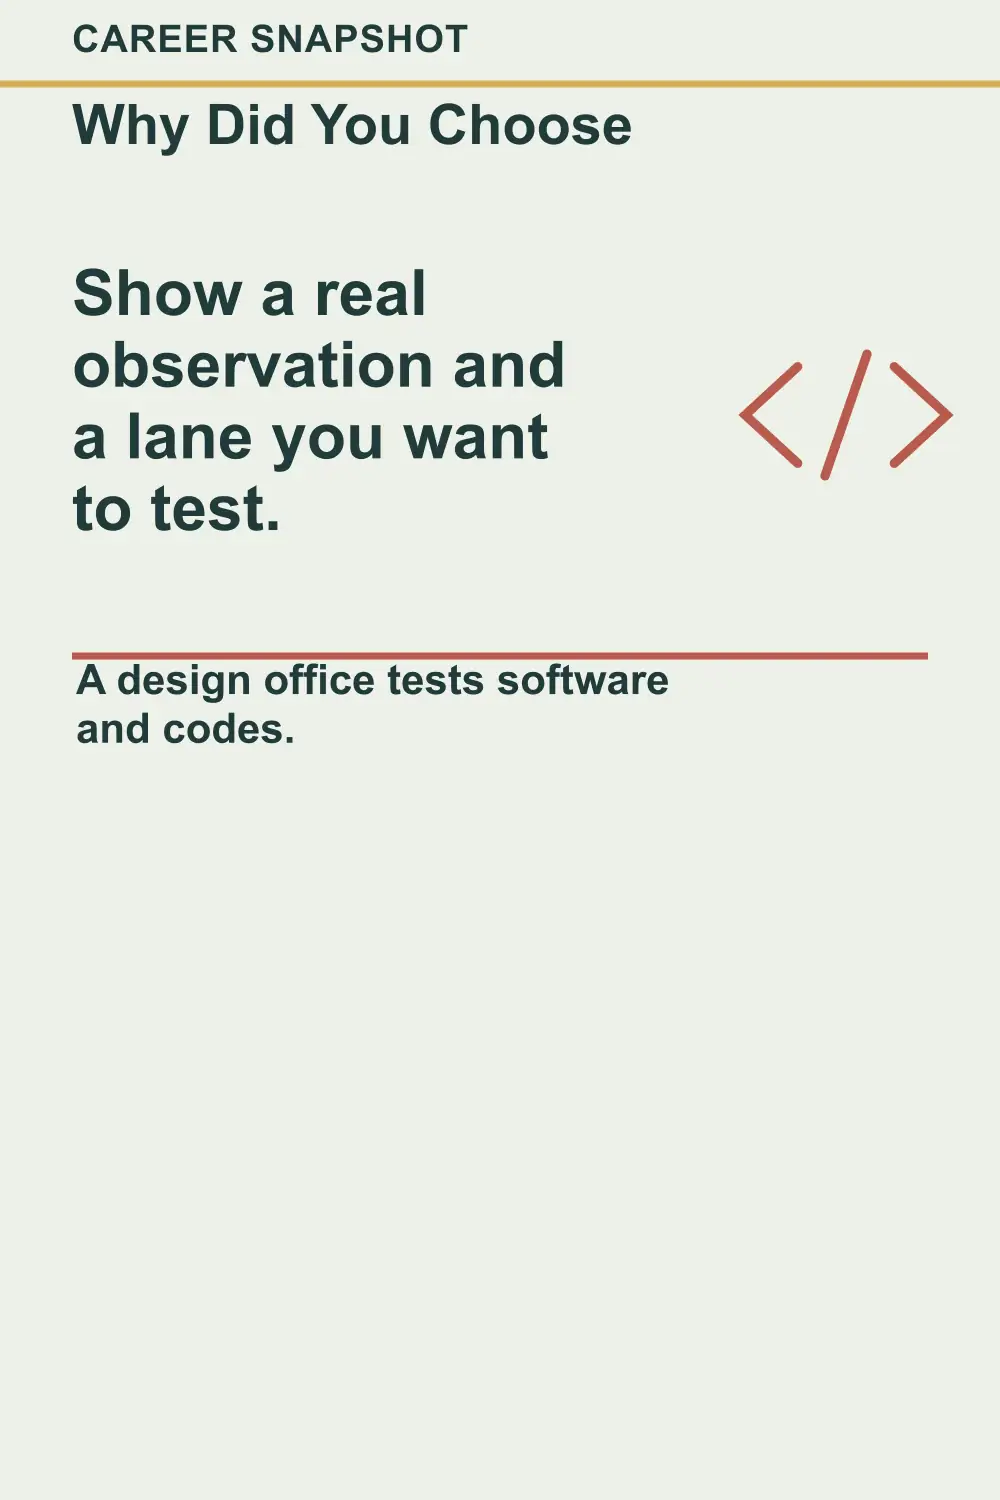 CAREER SNAPSHOT
Why Did You Choose
Show a real
observation and
a lane you want
to test.
A design office tests software
and codes.